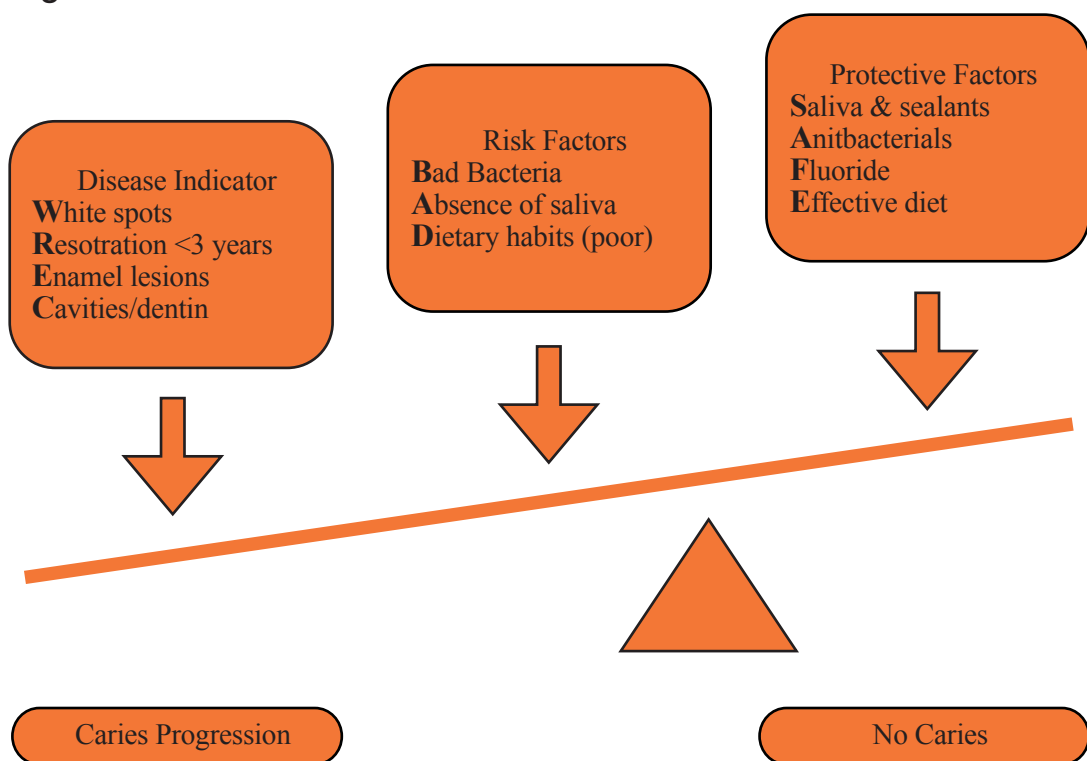 Disease Indicator
White spots
Resotration <3 years
Enamel lesions
Cavities/dentin
Risk Factors
Bad Bacteria
Absence of saliva
Dietary habits (poor)
Protective Factors
Saliva & sealants
Anitbacterials
Fluoride
Effective diet
Caries Progression
No Caries